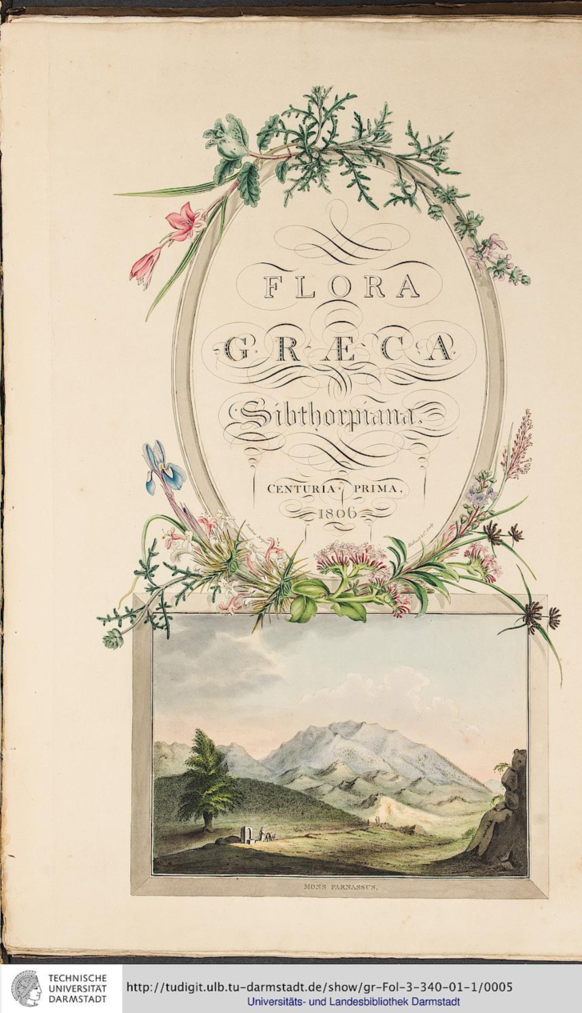 FLORA
GRÆCA
Sibthorpiana.
CENTURIA PRIMA.
1806
MONS PARNASSUS.
TECHNISCHE
UNIVERSITÄT
DARMSTADT
http://tudigit.ulb.tu-darmstadt.de/show/gr-Fol-3-340-01-1/0005
Universitäts- und Landesbibliothek Darmstadt